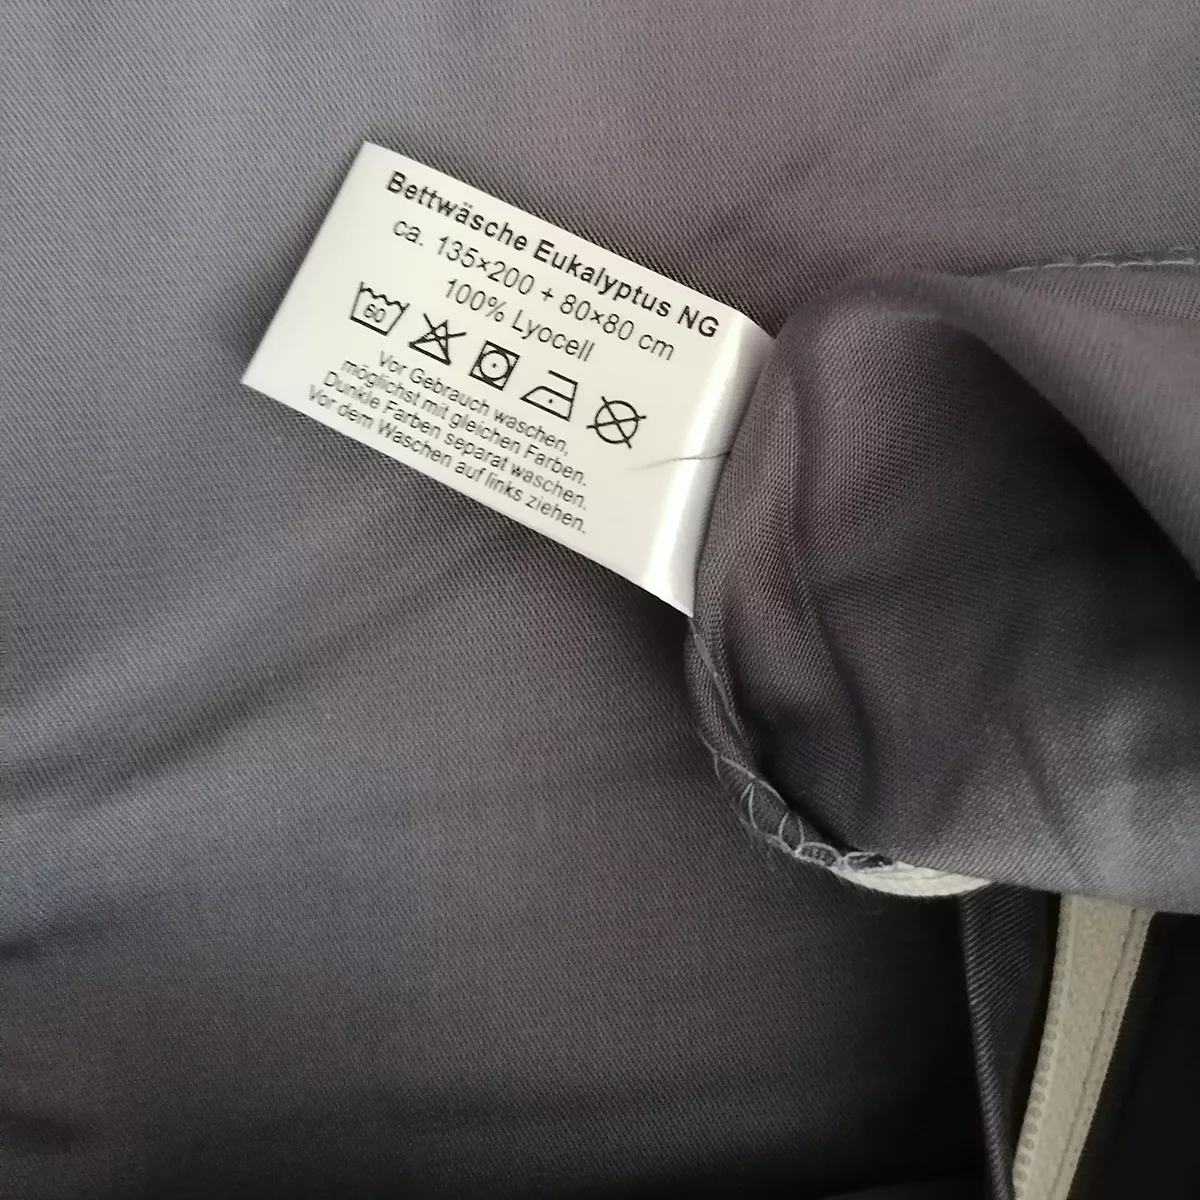 Bettwäsche Eukalyptus NG
ca. 135×200 + 80×80 cm
100% Lyocell
60
Vor Gebrauch waschen,
möglichst mit gleichen Farben.
Dunkle Farben separat waschen.
Vor dem Waschen auf links ziehen.